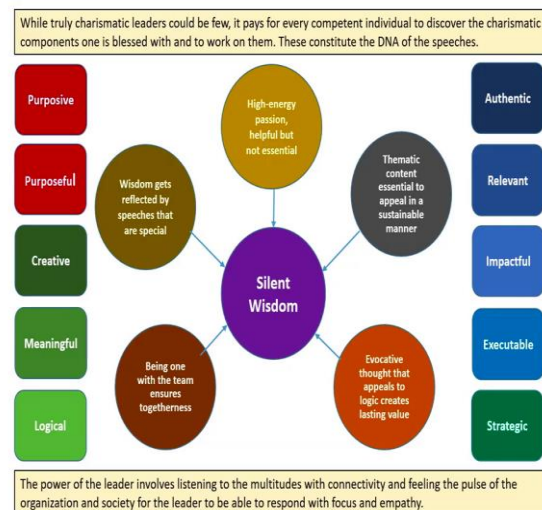 While truly charismatic leaders could be few, it pays for every competent individual to discover the charismatic
components one is blessed with and to work on them. These constitute the DNA of the speeches.
Purposive
Purposeful
Creative
Meaningful
Logical
High-energy
passion,
helpful but
not essential
Wisdom gets
reflected by
speeches that
are special
Thematic
content
essential to
appeal in a
sustainable
manner
Silent
Wisdom
Being one
with the team
ensures
togetherness
Evocative
thought that
appeals to
logic creates
lasting value
Authentic
Relevant
Impactful
Executable
Strategic
The power of the leader involves listening to the multitudes with connectivity and feeling the pulse of the
organization and society for the leader to be able to respond with focus and empathy.